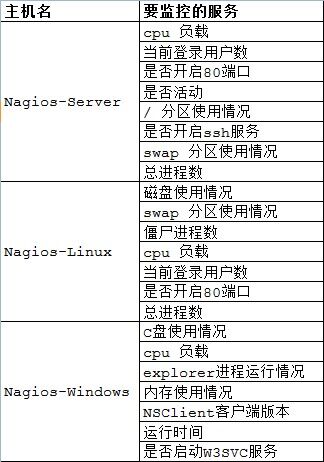 主机名 要监控的服务
Nagios-Server
cpu 负载
当前登录用户数
是否开启80端口
是否活动
/ 分区使用情况
是否开启ssh服务
swap 分区使用情况
总进程数
Nagios-Linux
磁盘使用情况
swap 分区使用情况
僵尸进程数
cpu 负载
当前登录用户数
是否开启80端口
总进程数
Nagios-Windows
C盘使用情况
cpu 负载
explorer进程运行情况
内存使用情况
NSClient客户端版本
运行时间
是否启动W3SVC服务